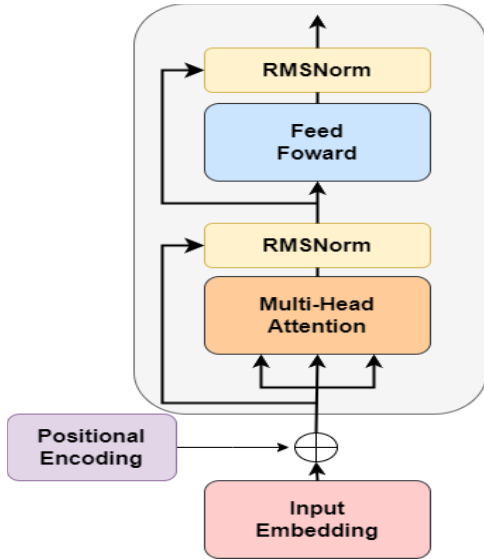 RMSNorm
Feed
Foward
RMSNorm
Multi-Head
Attention
Positional
Encoding
Input
Embedding